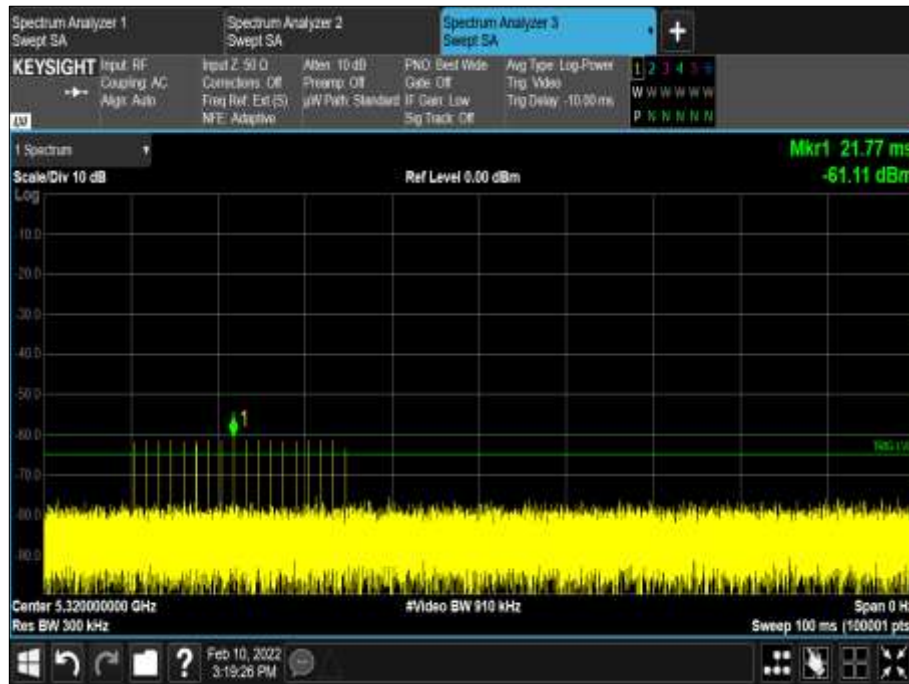 Spectrum Analyzer 1
Swept SA
Spectrum Analyzer 2
Swept SA
Spectrum Analyzer 3
Swept SA
+
KEYSIGHT
Input: RF
Coupling: AC
Align: Auto
Input Z: 50 Ω
Corrections: Off
Freq Ref: Ext (S)
NFE: Adaptive
Atten: 10 dB
Preamp: Off
µW Path: Standard
PNO: Best Wide
Gate: Off
IF Gain: Low
Sig Track: Off
Avg Type: Log-Power
Trig: Video
Trig Delay: -10.00 ms
1 2 3 4 5 6
W W W W W W
P N N N N N
LXI
1 Spectrum
Scale/Div 10 dB
Ref Level 0.00 dBm
Mkr1 21.77 ms
-61.11 dBm
Log
-10.0
-20.0
-30.0
-40.0
-50.0
-60.0
-70.0
-80.0
-90.0
1
TRIG LV
Center 5.320000000 GHz
#Video BW 910 kHz
Span 0 H
Res BW 300 kHz
Sweep 100 ms (100001 pts
?
Feb 10, 2022
3:19:26 PM